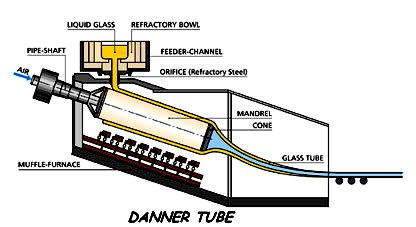 LIQUID GLASS
REFRACTORY BOWL
PIPE-SHAFT
FEEDER-CHANNEL
AIR
ORIFICE (Refractory Steel)
MANDREL
CONE
GLASS TUBE
MUFFLE-FURNACE
DANNER TUBE